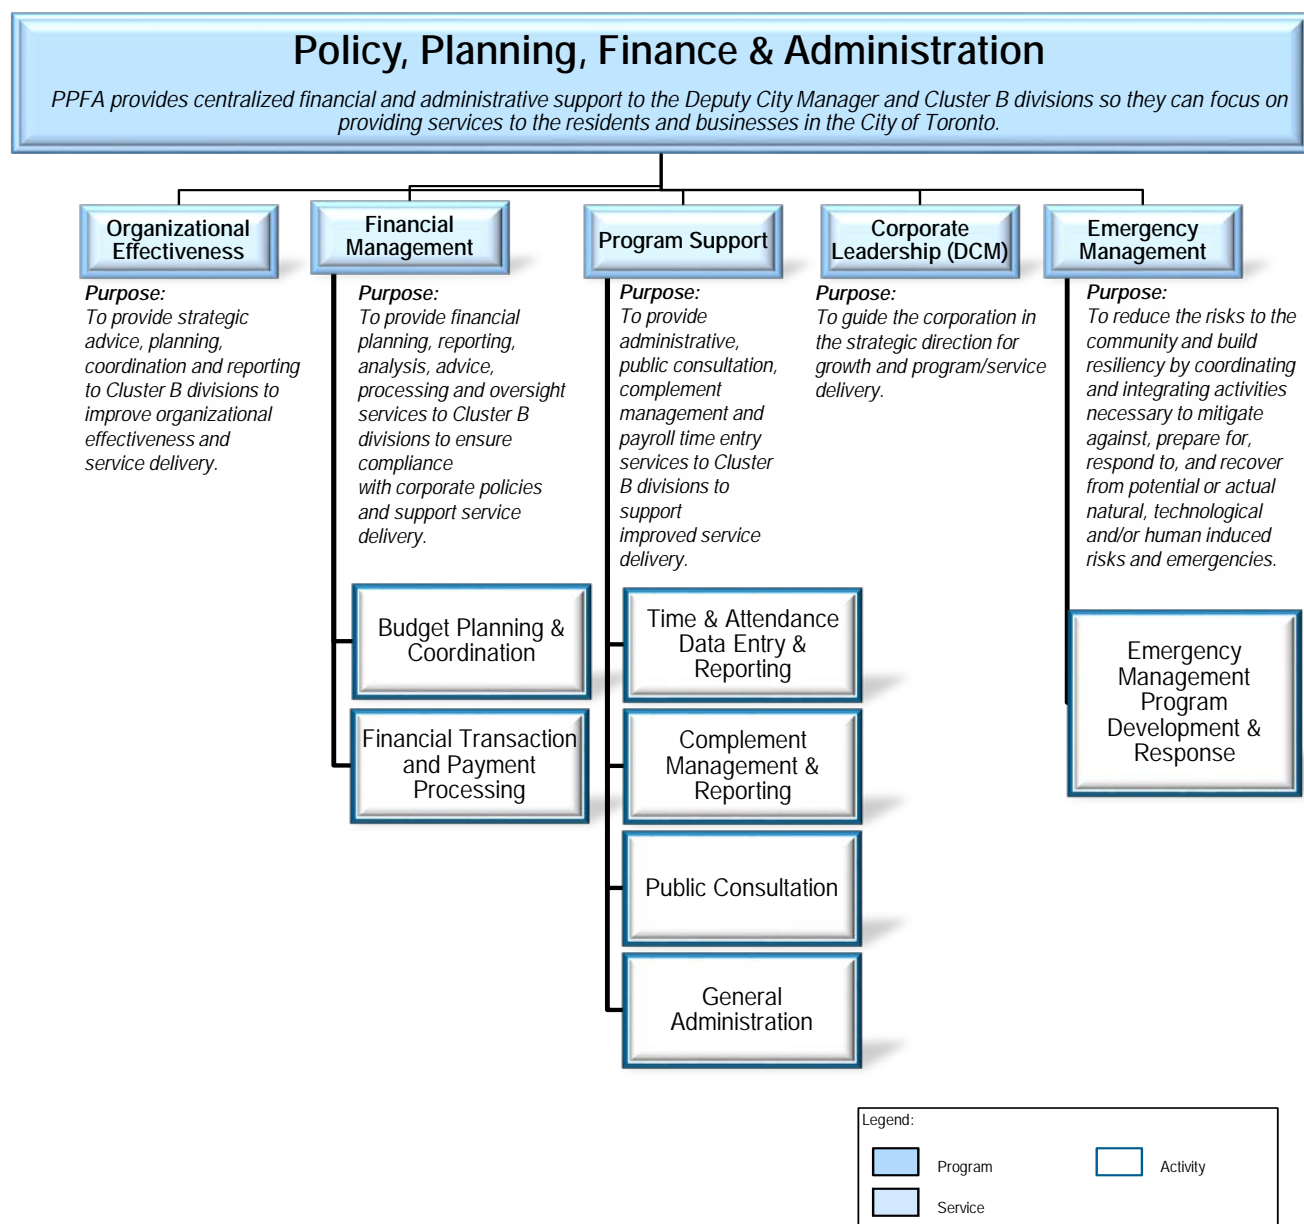 Policy, Planning, Finance & Administration
PPFA provides centralized financial and administrative support to the Deputy City Manager and Cluster B divisions so they can focus on
providing services to the residents and businesses in the City of Toronto.
Organizational
Effectiveness
Purpose:
To provide strategic
advice, planning,
coordination and reporting
to Cluster B divisions to
improve organizational
effectiveness and
service delivery.
Financial
Management
Purpose:
To provide financial
planning, reporting,
analysis, advice,
processing and oversight
services to Cluster B
divisions to ensure
compliance
with corporate policies
and support service
delivery.
Budget Planning &
Coordination
Financial Transaction
and Payment
Processing
Program Support
Purpose:
To provide
administrative,
public consultation,
complement
management and
payroll time entry
services to Cluster
B divisions to
support
improved service
delivery.
Time & Attendance
Data Entry &
Reporting
Complement
Management &
Reporting
Public Consultation
General
Administration
Corporate
Leadership (DCM)
Purpose:
To guide the corporation in
the strategic direction for
growth and program/service
delivery.
Emergency
Management
Purpose:
To reduce the risks to the
community and build
resiliency by coordinating
and integrating activities
necessary to mitigate
against, prepare for,
respond to, and recover
from potential or actual
natural, technological
and/or human induced
risks and emergencies.
Emergency
Management
Program
Development &
Response
Legend:
Program
Activity
Service